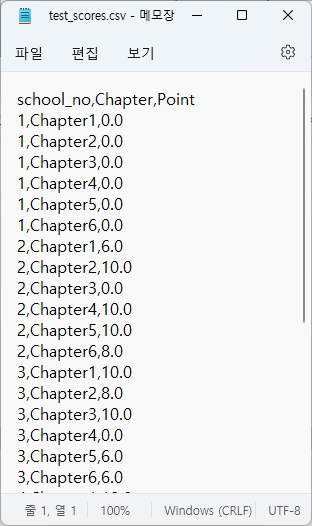 test_scores.csv - 메모장
파일 편집 보기
school_no,Chapter,Point
1,Chapter1,0.0
1,Chapter2,0.0
1,Chapter3,0.0
1,Chapter4,0.0
1,Chapter5,0.0
1,Chapter6,0.0
2,Chapter1,6.0
2,Chapter2,10.0
2,Chapter3,0.0
2,Chapter4,10.0
2,Chapter5,10.0
2,Chapter6,8.0
3,Chapter1,10.0
3,Chapter2,8.0
3,Chapter3,10.0
3,Chapter4,0.0
3,Chapter5,6.0
3,Chapter6,6.0
줄 1, 열 1 100% Windows (CRLF) UTF-8